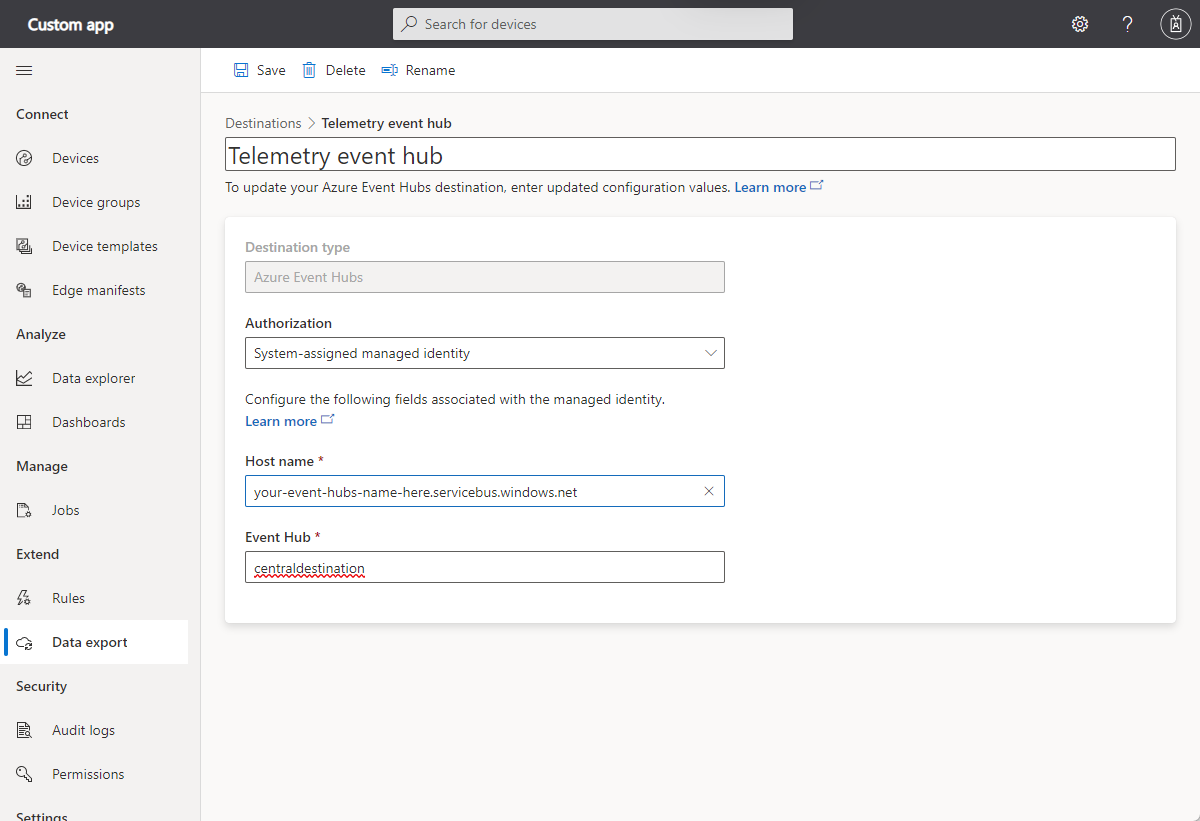 Custom app
Search for devices
?
Save Delete Rename
Connect
Devices
Device groups
Device templates
Edge manifests
Analyze
Data explorer
Dashboards
Manage
Jobs
Extend
Rules
Data export
Security
Audit logs
Permissions
Settings
Destinations > Telemetry event hub
Telemetry event hub
To update your Azure Event Hubs destination, enter updated configuration values. Learn more
Destination type
Azure Event Hubs
Authorization
System-assigned managed identity
Configure the following fields associated with the managed identity.
Learn more
Host name *
your-event-hubs-name-here.servicebus.windows.net
Event Hub *
centraldestination